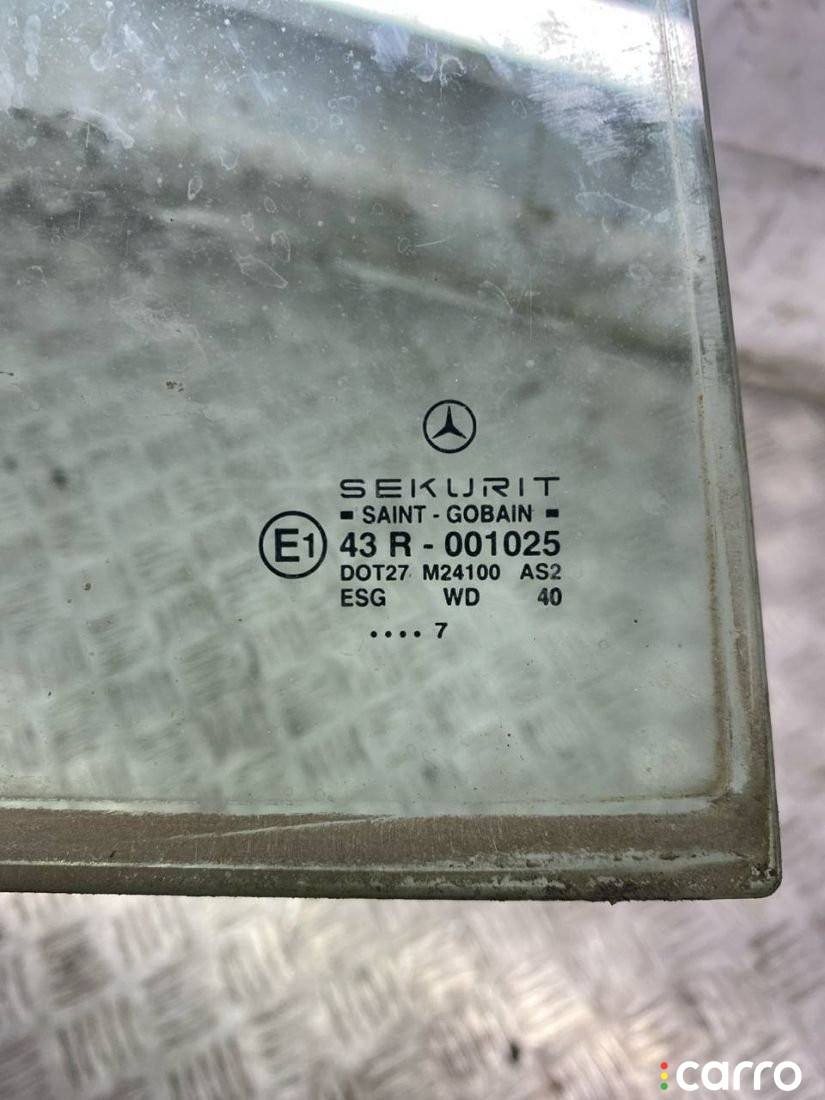 SEKURIT
SAINT - GOBAIN
E1 43 R - 001025
DOT27 M24100 AS2
ESG WD 40
.... 7
carro